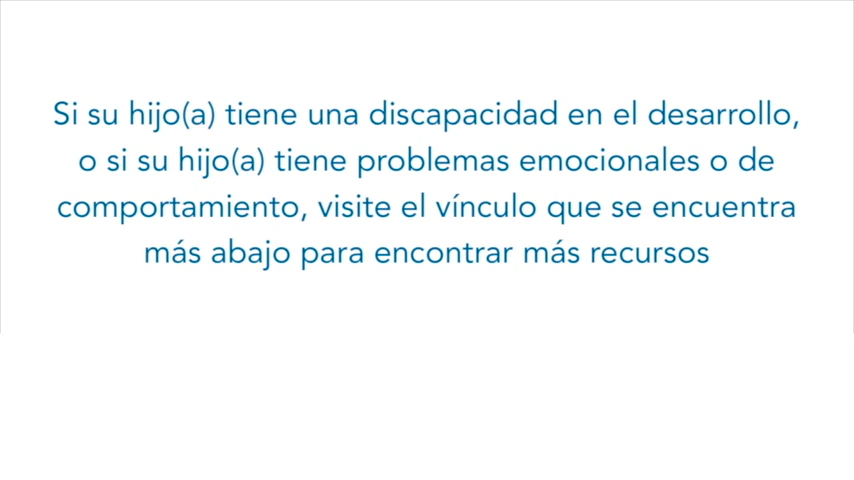 Si su hijo(a) tiene una discapacidad en el desarrollo,
o si su hijo(a) tiene problemas emocionales o de
comportamiento, visite el vínculo que se encuentra
más abajo para encontrar más recursos